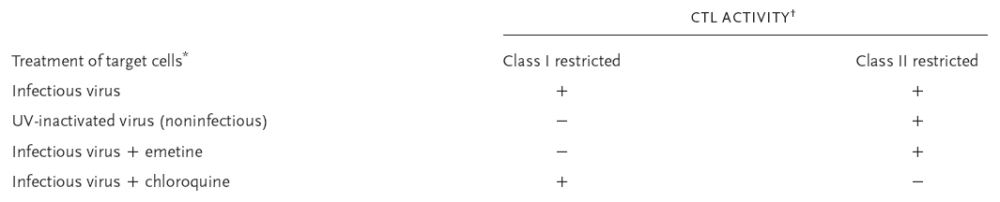 CTL ACTIVITY†
Treatment of target cells* Class I restricted Class II restricted
Infectious virus + +
UV-inactivated virus (noninfectious) − +
Infectious virus + emetine − +
Infectious virus + chloroquine + −